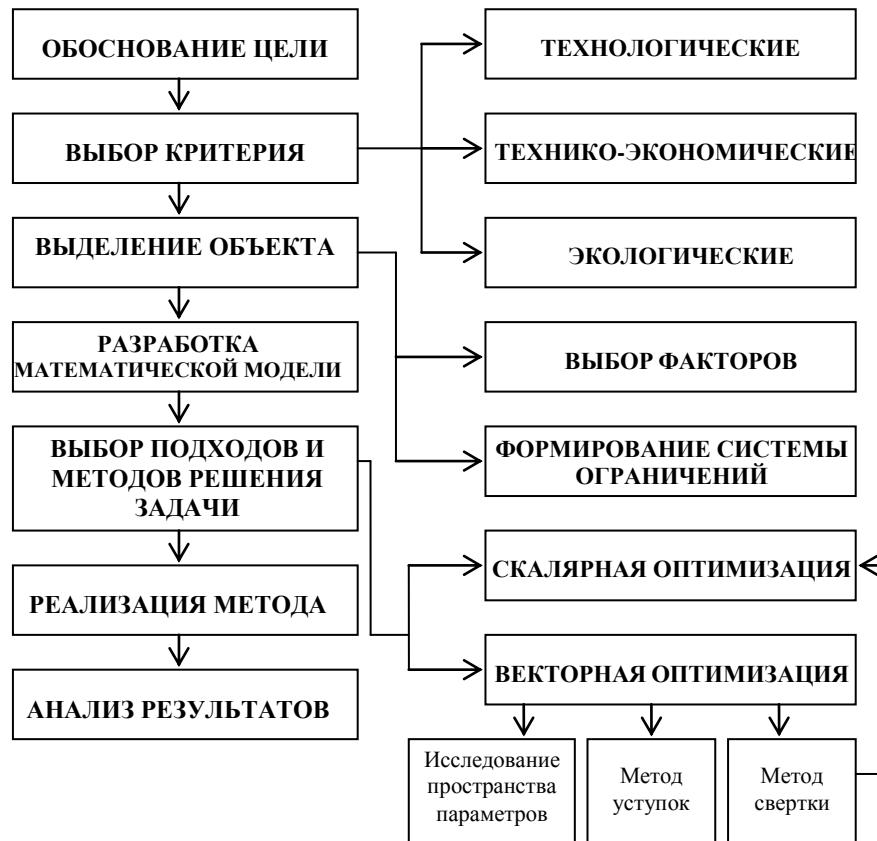 ОБОСНОВАНИЕ ЦЕЛИ
ВЫБОР КРИТЕРИЯ
ВЫДЕЛЕНИЕ ОБЪЕКТА
РАЗРАБОТКА
МАТЕМАТИЧЕСКОЙ МОДЕЛИ
ВЫБОР ПОДХОДОВ И
МЕТОДОВ РЕШЕНИЯ
ЗАДАЧИ
РЕАЛИЗАЦИЯ МЕТОДА
АНАЛИЗ РЕЗУЛЬТАТОВ
ТЕХНОЛОГИЧЕСКИЕ
ТЕХНИКО-ЭКОНОМИЧЕСКИЕ
ЭКОЛОГИЧЕСКИЕ
ВЫБОР ФАКТОРОВ
ФОРМИРОВАНИЕ СИСТЕМЫ
ОГРАНИЧЕНИЙ
СКАЛЯРНАЯ ОПТИМИЗАЦИЯ
ВЕКТОРНАЯ ОПТИМИЗАЦИЯ
Исследование
пространства
параметров
Метод
уступок
Метод
свертки